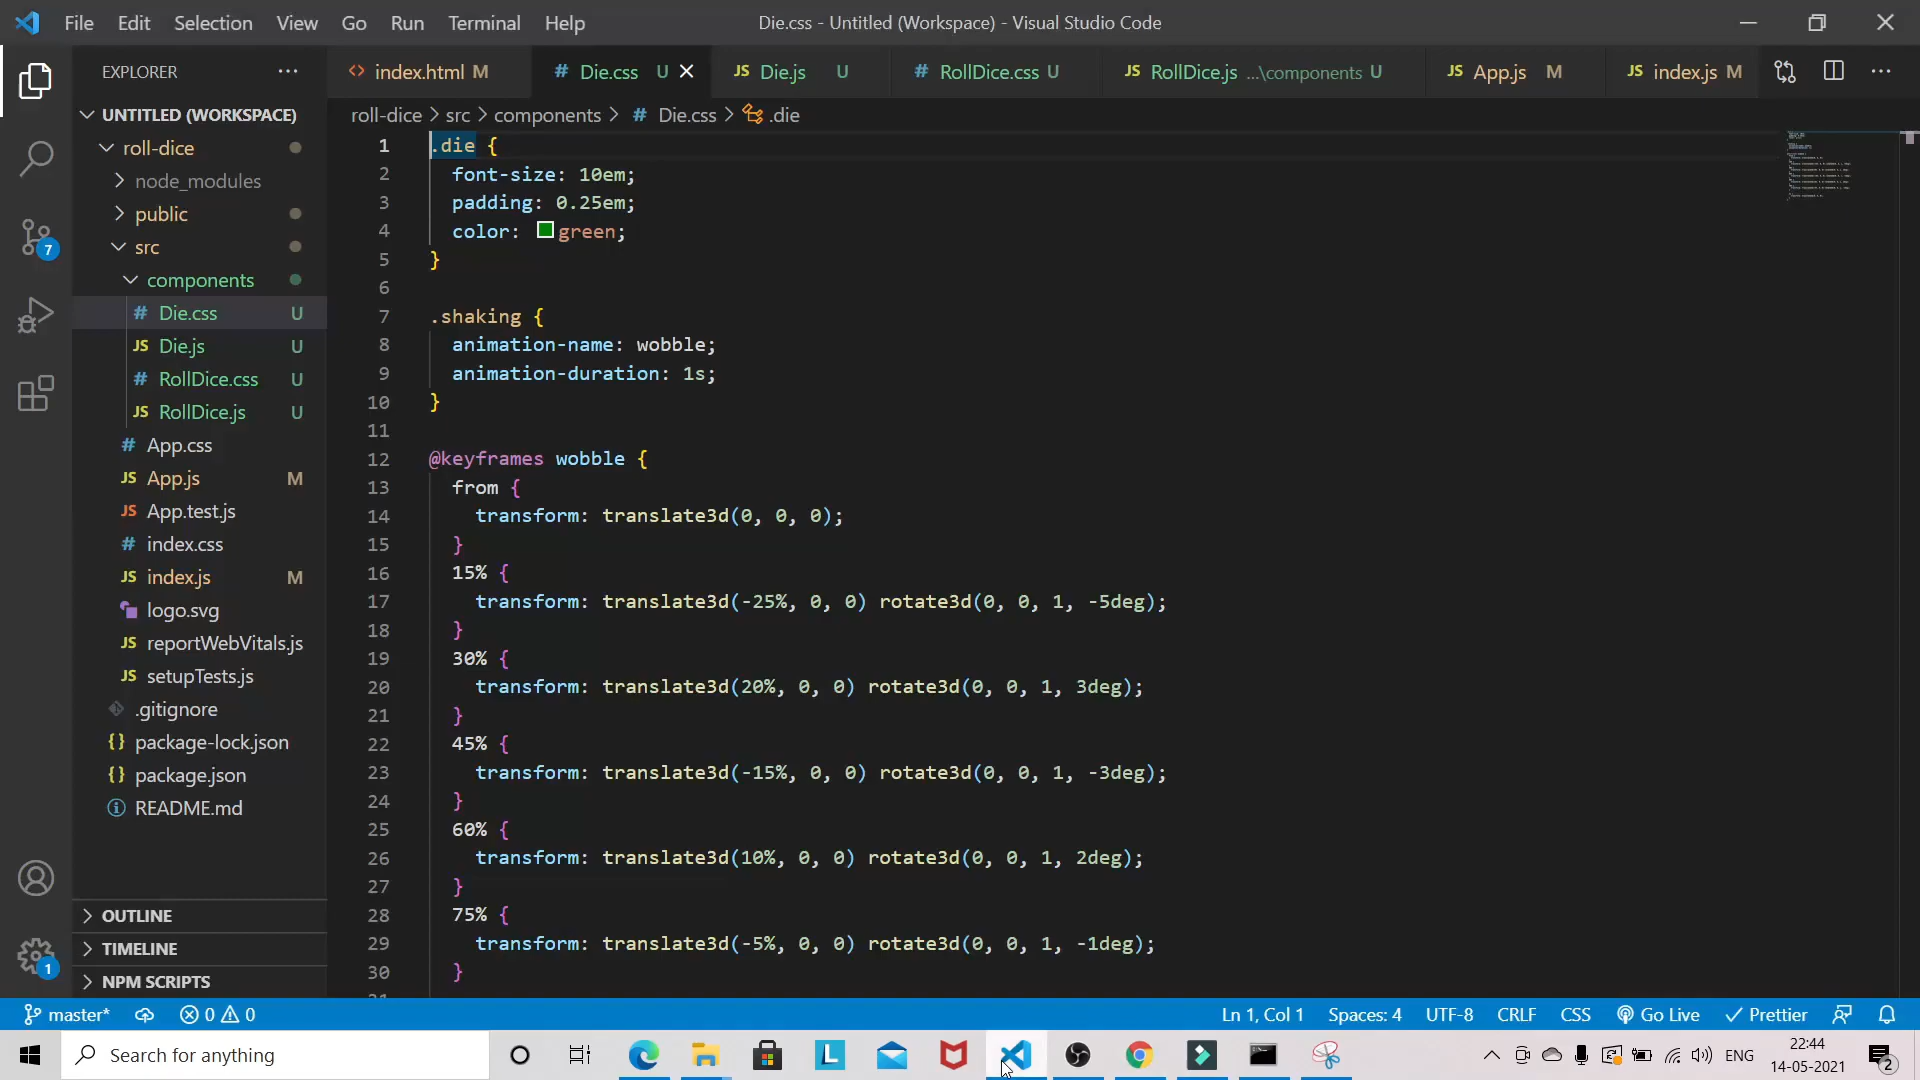 File Edit Selection View Go Run Terminal Help
Die.css - Untitled (Workspace) - Visual Studio Code
EXPLORER
<> index.html M
# Die.css U
JS Die.js U
# RollDice.css U
JS RollDice.js ...\components U
JS App.js M
JS index.js M
UNTITLED (WORKSPACE)
roll-dice > src > components > # Die.css > .die
roll-dice
node_modules
public
src
components
# Die.css U
JS Die.js U
# RollDice.css U
JS RollDice.js U
# App.css
JS App.js M
JS App.test.js
# index.css
JS index.js M
logo.svg
JS reportWebVitals.js
JS setupTests.js
.gitignore
{} package-lock.json
{} package.json
README.md
OUTLINE
TIMELINE
NPM SCRIPTS
7
1
1 .die {
2 font-size: 10em;
3 padding: 0.25em;
4 color: green;
5 }
6
7 .shaking {
8 animation-name: wobble;
9 animation-duration: 1s;
10 }
11
12 @keyframes wobble {
13 from {
14 transform: translate3d(0, 0, 0);
15 }
16 15% {
17 transform: translate3d(-25%, 0, 0) rotate3d(0, 0, 1, -5deg);
18 }
19 30% {
20 transform: translate3d(20%, 0, 0) rotate3d(0, 0, 1, 3deg);
21 }
22 45% {
23 transform: translate3d(-15%, 0, 0) rotate3d(0, 0, 1, -3deg);
24 }
25 60% {
26 transform: translate3d(10%, 0, 0) rotate3d(0, 0, 1, 2deg);
27 }
28 75% {
29 transform: translate3d(-5%, 0, 0) rotate3d(0, 0, 1, -1deg);
30 }
master* 0 0 Ln 1, Col 1 Spaces: 4 UTF-8 CRLF CSS Go Live Prettier
Search for anything
L
ENG
22:44
14-05-2021
2